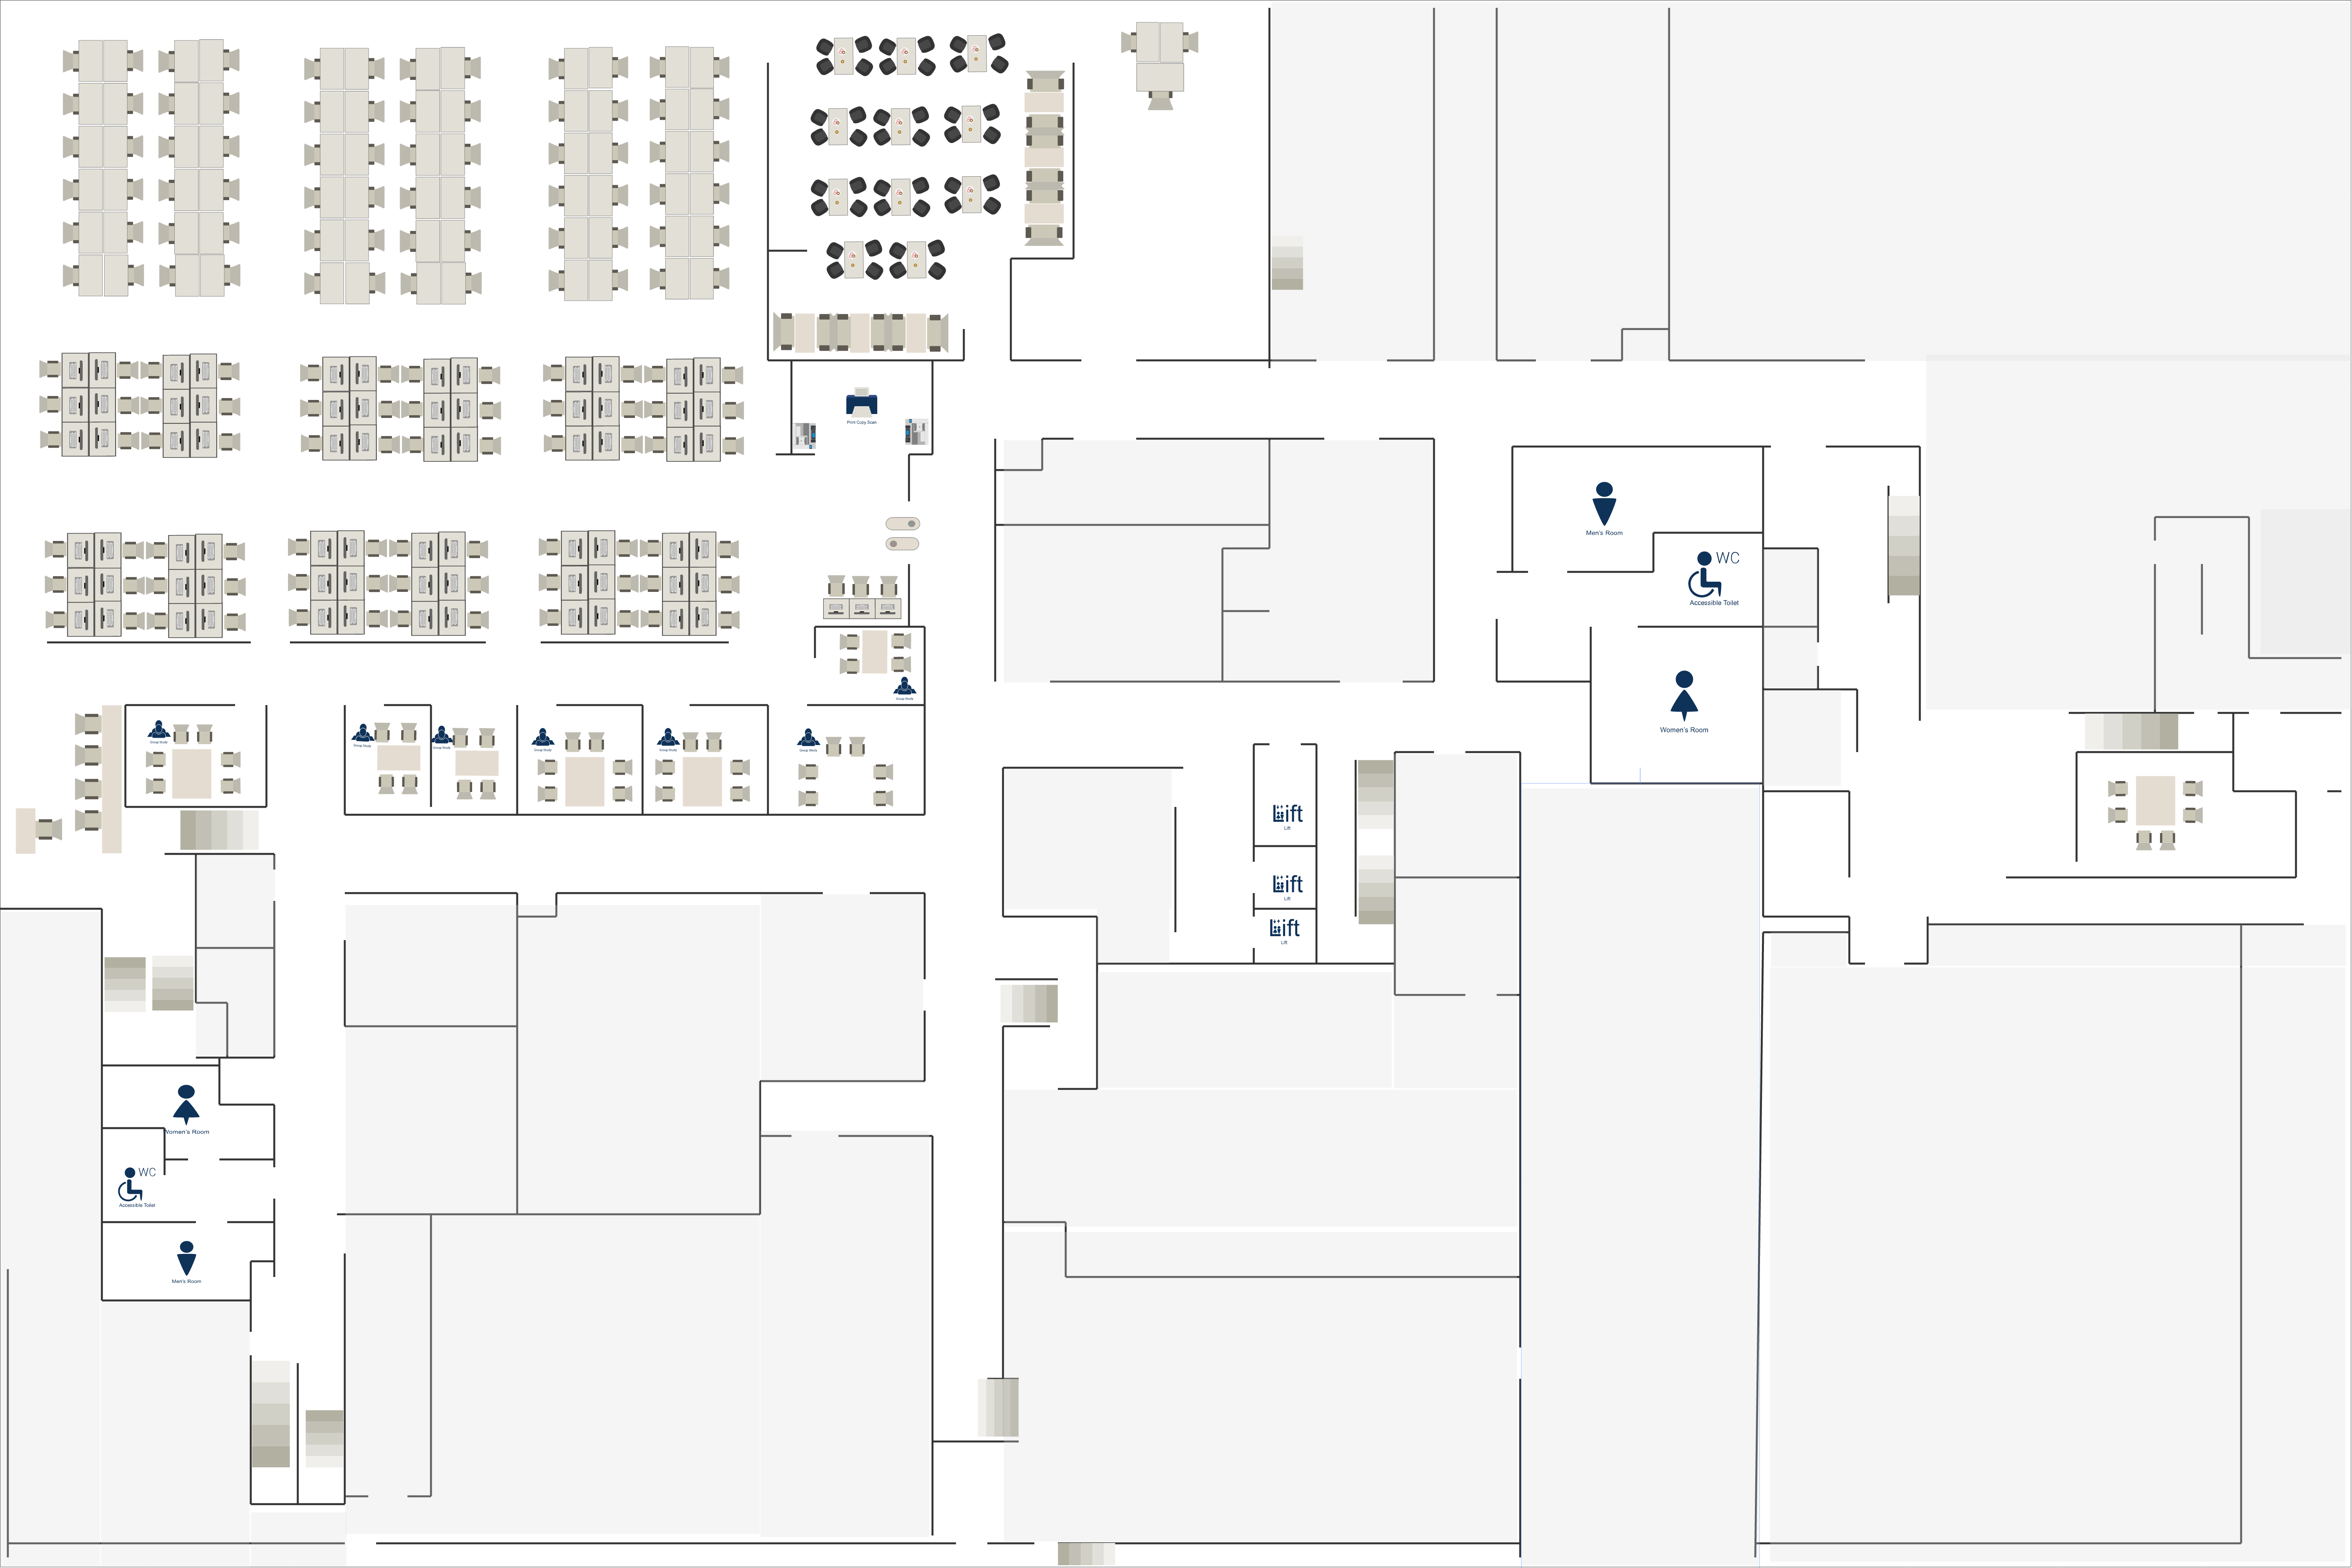 Print Copy Scan
Men's Room
WC
Accessible Toilet
Group Study
Women's Room
Group Study
Group Study
Group Study
Group Study
Group Study
Group Study
Lift
Lift
Lift
Lift
Lift
Lift
Women's Room
WC
Accessible Toilet
Men's Room